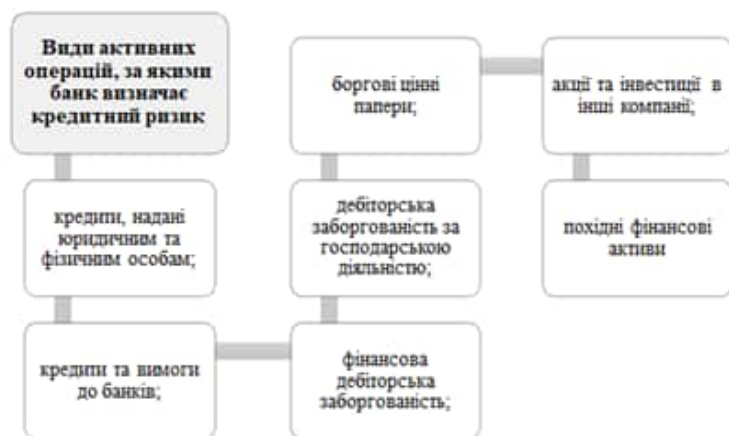 Види активних
операцій, за якими
банк визначає
кредитний ризик
кредити, надані
юридичним та
фізичним особам;
кредити та вимоги
до банків;
фінансова
дебіторська
заборгованість;
дебіторська
заборгованість за
господарською
діяльністю;
боргові цінні
папери;
акції та інвестиції в
інші компанії;
похідні фінансові
активи